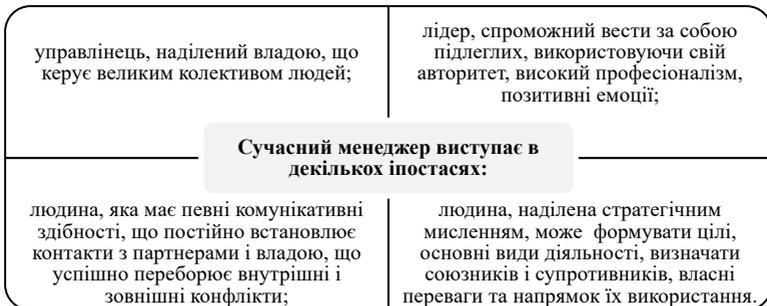 управлінець, наділений владою, що
керує великим колективом людей;
лідер, спроможний вести за собою
підлеглих, використовуючи свій
авторитет, високий професіоналізм,
позитивні емоції;
Сучасний менеджер виступає в
декількох іпостасях:
людина, яка має певні комунікативні
здібності, що постійно встановлює
контакти з партнерами і владою, що
успішно переборює внутрішні і
зовнішні конфлікти;
людина, наділена стратегічним
мисленням, може формувати цілі,
основні види діяльності, визначати
союзників і супротивників, власні
переваги та напрямок їх використання.